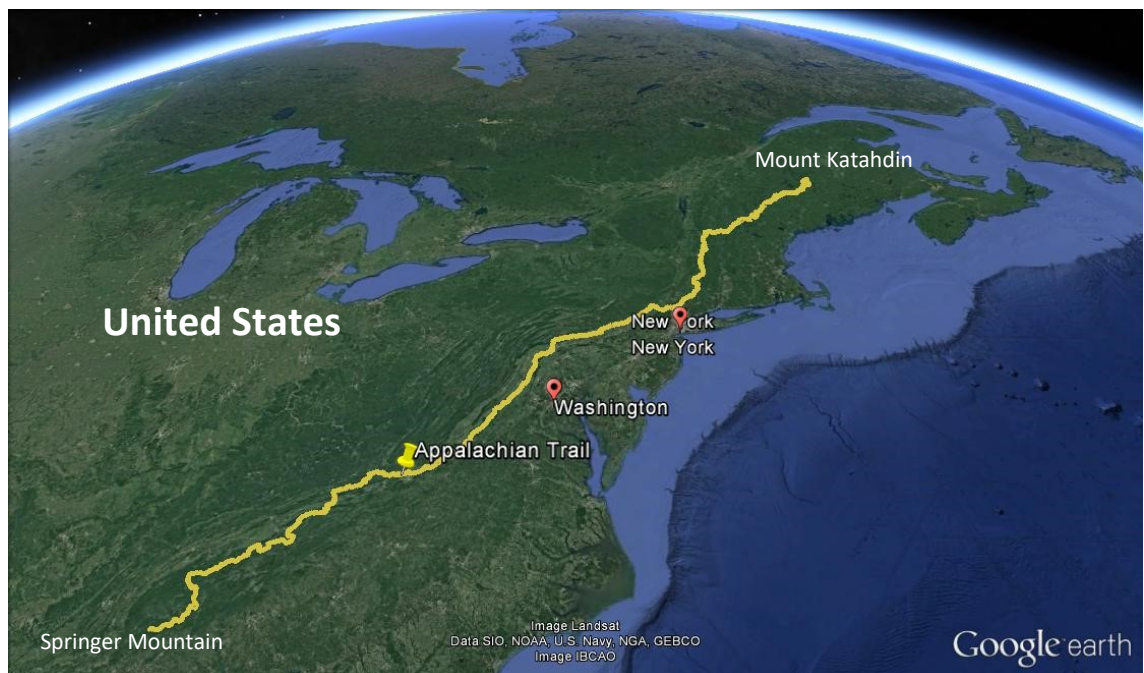 Mount Katahdin
United States
New York
New York
Washington
Appalachian Trail
Springer Mountain
Image Landsat
Data SIO, NOAA, U.S. Navy, NGA, GEBCO
Image IBCAO
Google earth